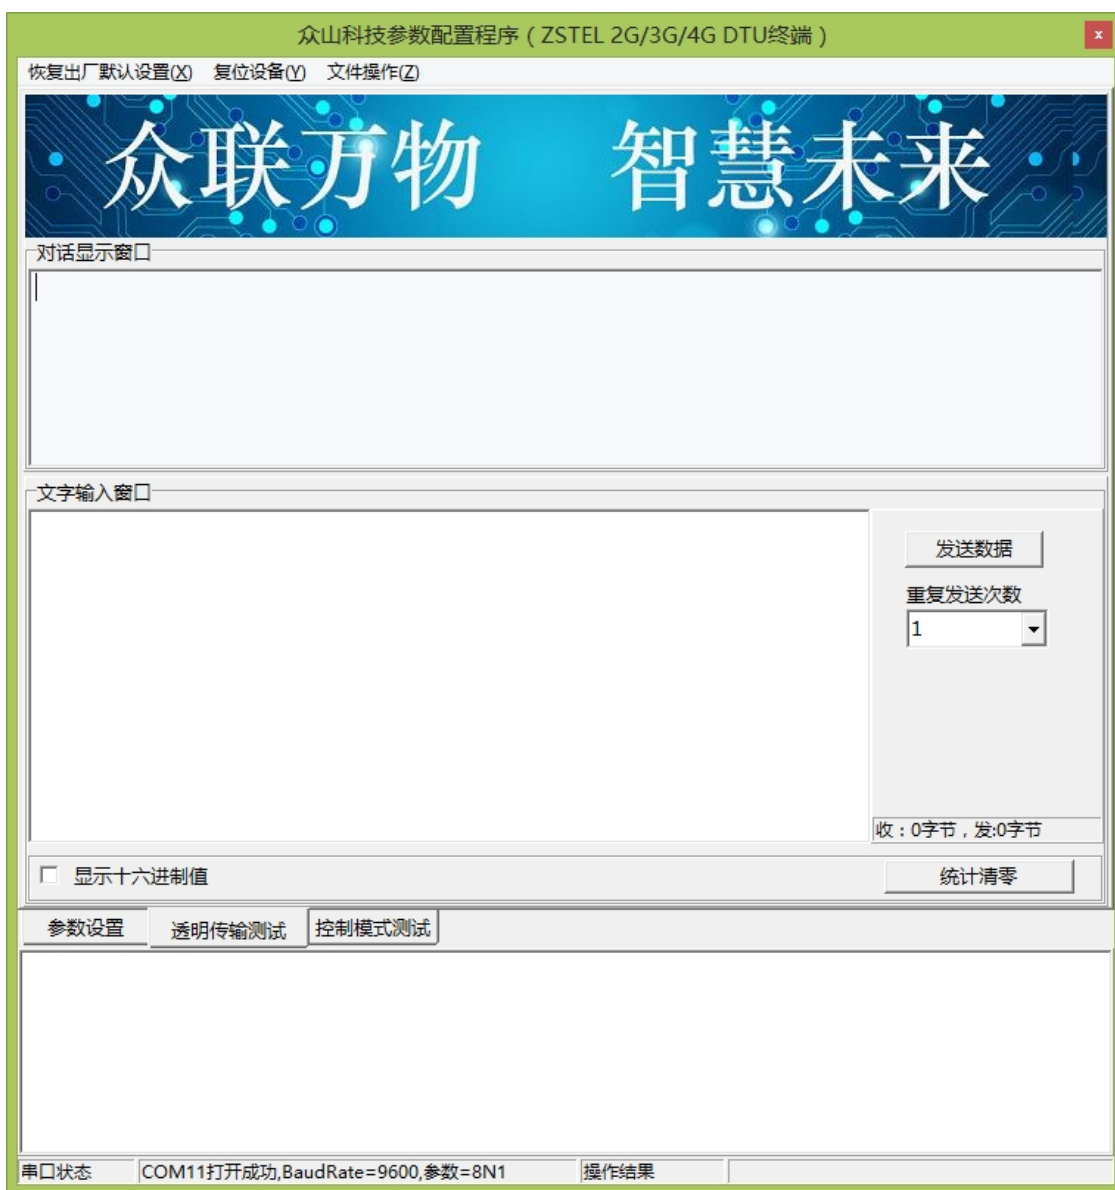 众山科技参数配置程序 ( ZSTEL 2G/3G/4G DTU终端 )
x
恢复出厂默认设置(X) 复位设备(Y) 文件操作(Z)
众联万物 智慧未来
对话显示窗口
文字输入窗口
发送数据
重复发送次数
1
收：0字节，发:0字节
显示十六进制值 统计清零
参数设置 透明传输测试 控制模式测试
串口状态 COM11打开成功,BaudRate=9600,参数=8N1 操作结果